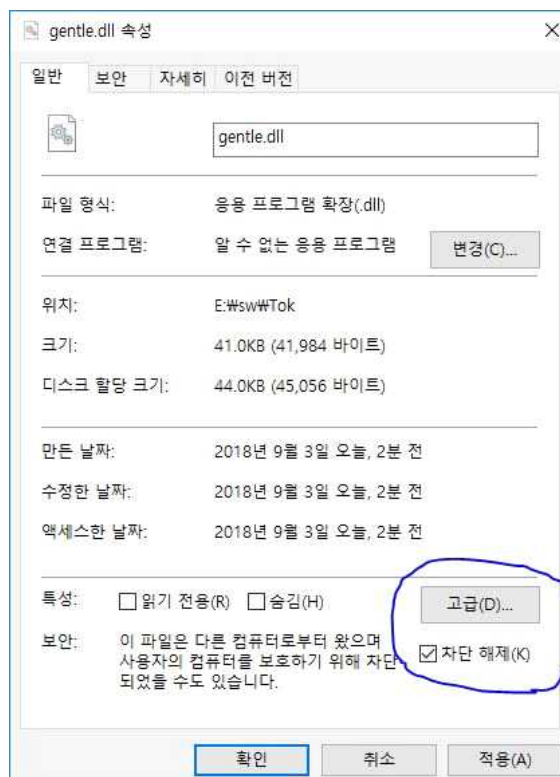 gentle.dll 속성
일반 보안 자세히 이전 버전
gentle.dll
파일 형식: 응용 프로그램 확장(.dll)
연결 프로그램: 알 수 없는 응용 프로그램 변경(C)...
위치: E:₩sw₩Tok
크기: 41.0KB (41,984 바이트)
디스크 할당 크기: 44.0KB (45,056 바이트)
만든 날짜: 2018년 9월 3일 오늘, 2분 전
수정한 날짜: 2018년 9월 3일 오늘, 2분 전
액세스한 날짜: 2018년 9월 3일 오늘, 2분 전
특성: 읽기 전용(R) 숨김(H) 고급(D)...
보안: 이 파일은 다른 컴퓨터로부터 왔으며
사용자의 컴퓨터를 보호하기 위해 차단 차단 해제(K)
되었을 수도 있습니다.
확인 취소 적용(A)